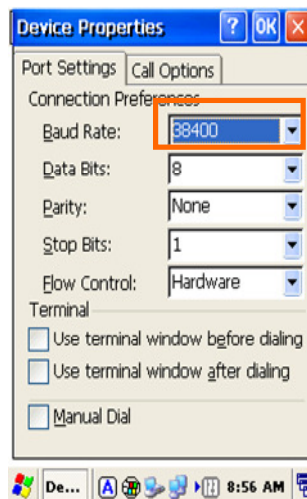 Device Properties ? OK ×
Port Settings Call Options
Connection Preferences
Baud Rate: 38400
Data Bits: 8
Parity: None
Stop Bits: 1
Flow Control: Hardware
Terminal
Use terminal window before dialing
Use terminal window after dialing
Manual Dial
De... A 8:56 AM